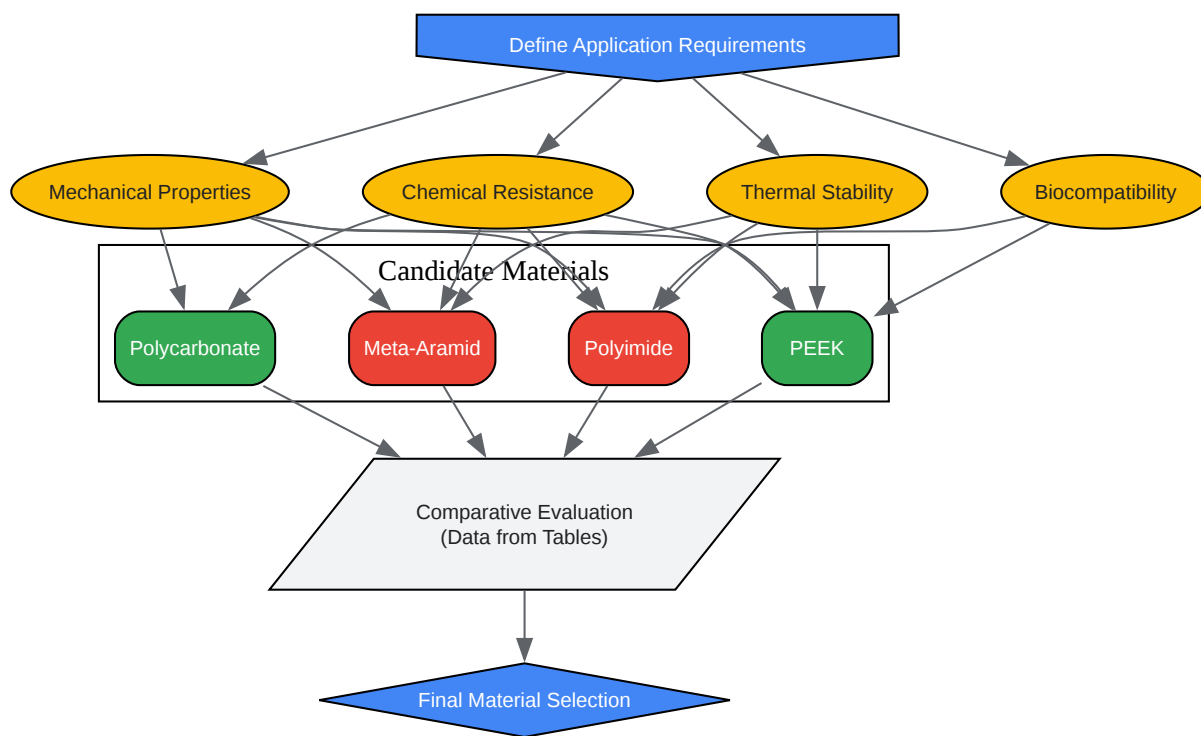 Define Application Requirements
Mechanical Properties
Chemical Resistance
Thermal Stability
Biocompatibility
Candidate Materials
Polycarbonate
Meta-Aramid
Polyimide
PEEK
Comparative Evaluation
(Data from Tables)
Final Material Selection